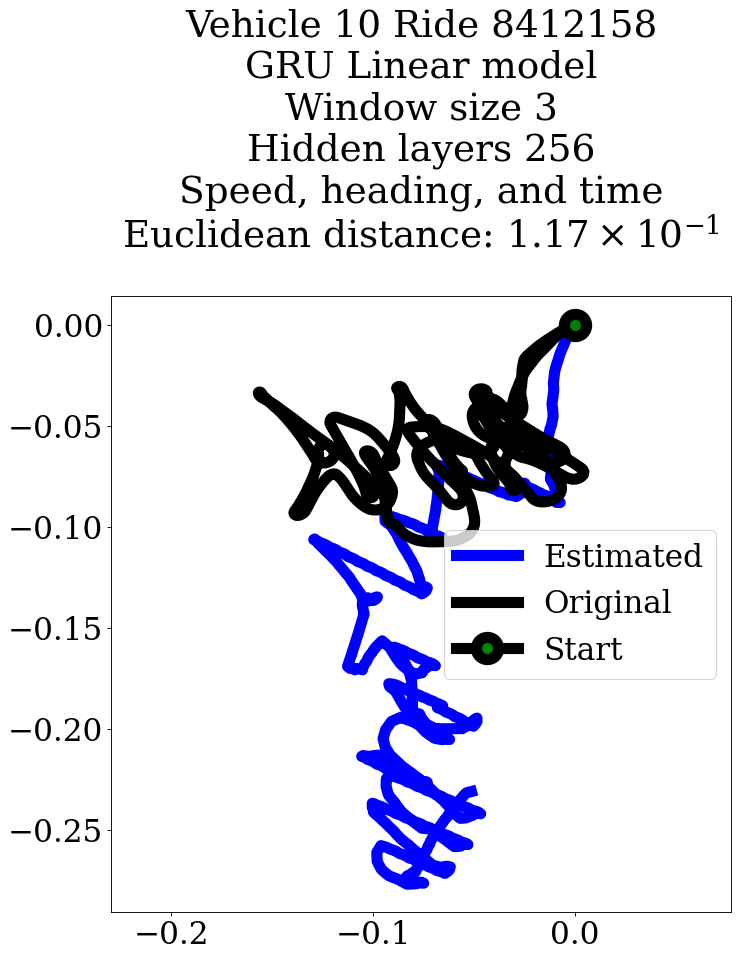 Vehicle 10 Ride 8412158
GRU Linear model
Window size 3
Hidden layers 256
Speed, heading, and time
Euclidean distance: 1.17 × 10⁻¹
0.00
−0.05
−0.10
−0.15
−0.20
−0.25
Estimated
Original
Start
−0.2 −0.1 0.0